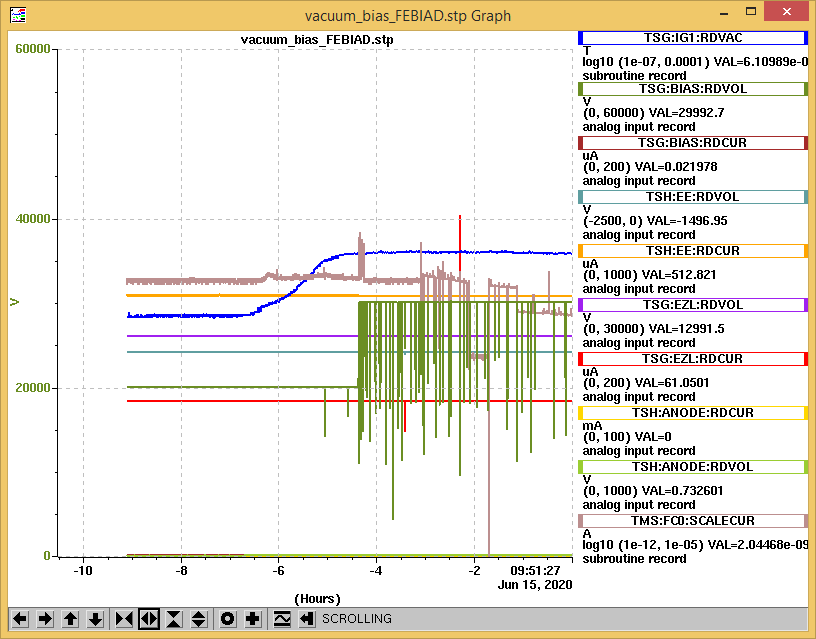 vacuum_bias_FEBIAD.stp Graph
vacuum_bias_FEBIAD.stp
60000
40000
V
20000
0
-10
-8
-6
-4
-2
09:51:27
Jun 15, 2020
(Hours)
TSG:IG1:RDVAC
T
log10 (1e-07, 0.0001) VAL=6.10989e-0
subroutine record
TSG:BIAS:RDVOL
V
(0, 60000) VAL=29992.7
analog input record
TSG:BIAS:RDCUR
uA
(0, 200) VAL=0.021978
analog input record
TSH:EE:RDVOL
V
(-2500, 0) VAL=-1496.95
analog input record
TSH:EE:RDCUR
uA
(0, 1000) VAL=512.821
analog input record
TSG:EZL:RDVOL
V
(0, 30000) VAL=12991.5
analog input record
TSG:EZL:RDCUR
uA
(0, 200) VAL=61.0501
analog input record
TSH:ANODE:RDCUR
mA
(0, 100) VAL=0
analog input record
TSH:ANODE:RDVOL
V
(0, 1000) VAL=0.732601
analog input record
TMS:FC0:SCALECUR
A
log10 (1e-12, 1e-05) VAL=2.04468e-09
subroutine record
SCROLLING